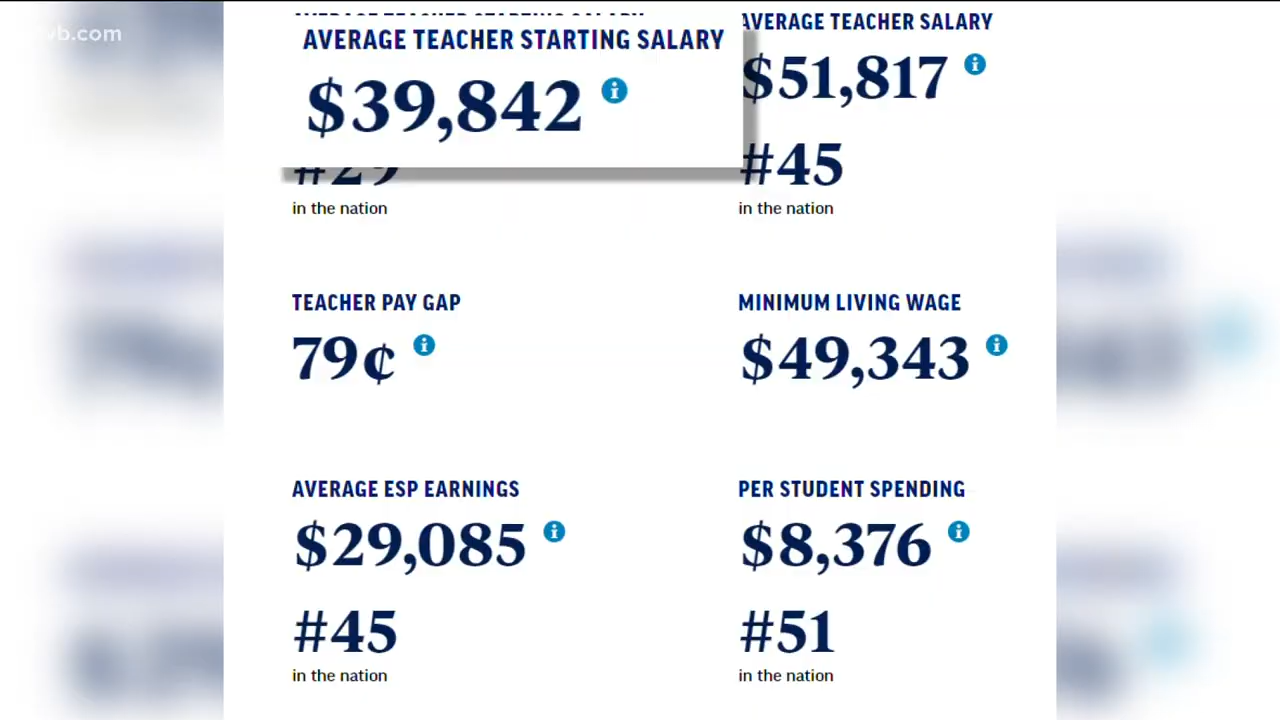 AVERAGE TEACHER STARTING SALARY
$39,842
#29
in the nation
AVERAGE TEACHER SALARY
$51,817
#45
in the nation
TEACHER PAY GAP
79¢
MINIMUM LIVING WAGE
$49,343
AVERAGE ESP EARNINGS
$29,085
#45
in the nation
PER STUDENT SPENDING
$8,376
#51
in the nation